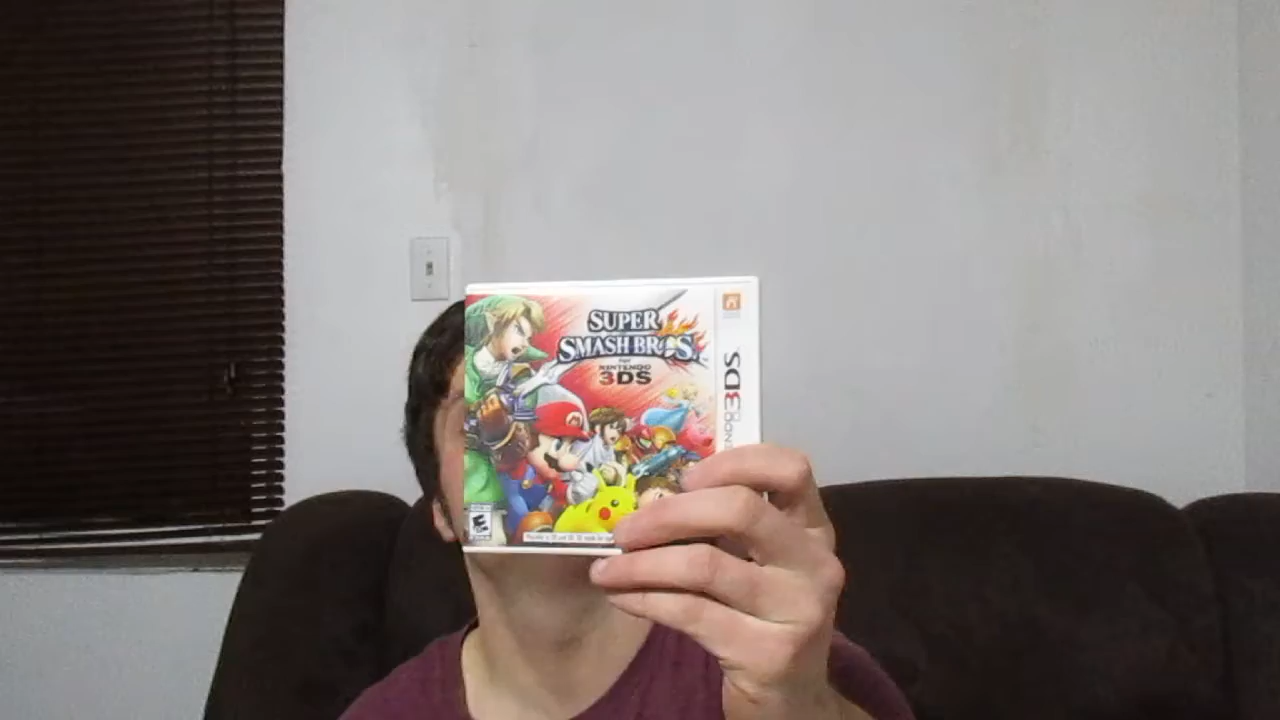 SUPER
SMASH BROS.
for
NINTENDO
3DS
3DS
E